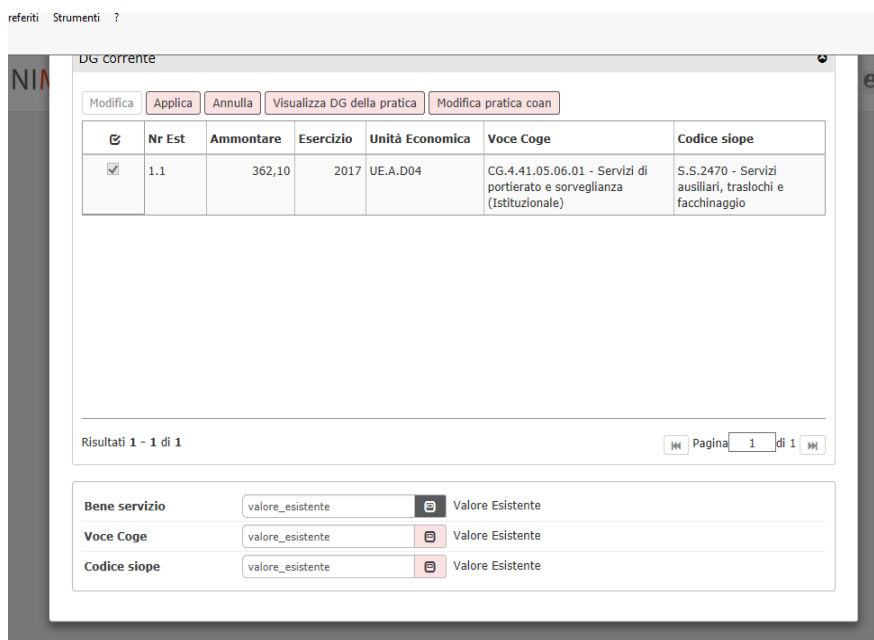 referiti Strumenti ?
DG corrente
NIM
e
Modifica Applica Annulla Visualizza DG della pratica Modifica pratica coan
Nr Est Ammontare Esercizio Unità Economica Voce Coge Codice siope
1.1 362,10 2017 UE.A.D04 CG.4.41.05.06.01 - Servizi di S.S.2470 - Servizi
portierato e sorveglianza ausiliari, traslochi e
(Istituzionale) facchinaggio
Risultati 1 - 1 di 1 Pagina 1 di 1
Bene servizio valore_esistente Valore Esistente
Voce Coge valore_esistente Valore Esistente
Codice siope valore_esistente Valore Esistente